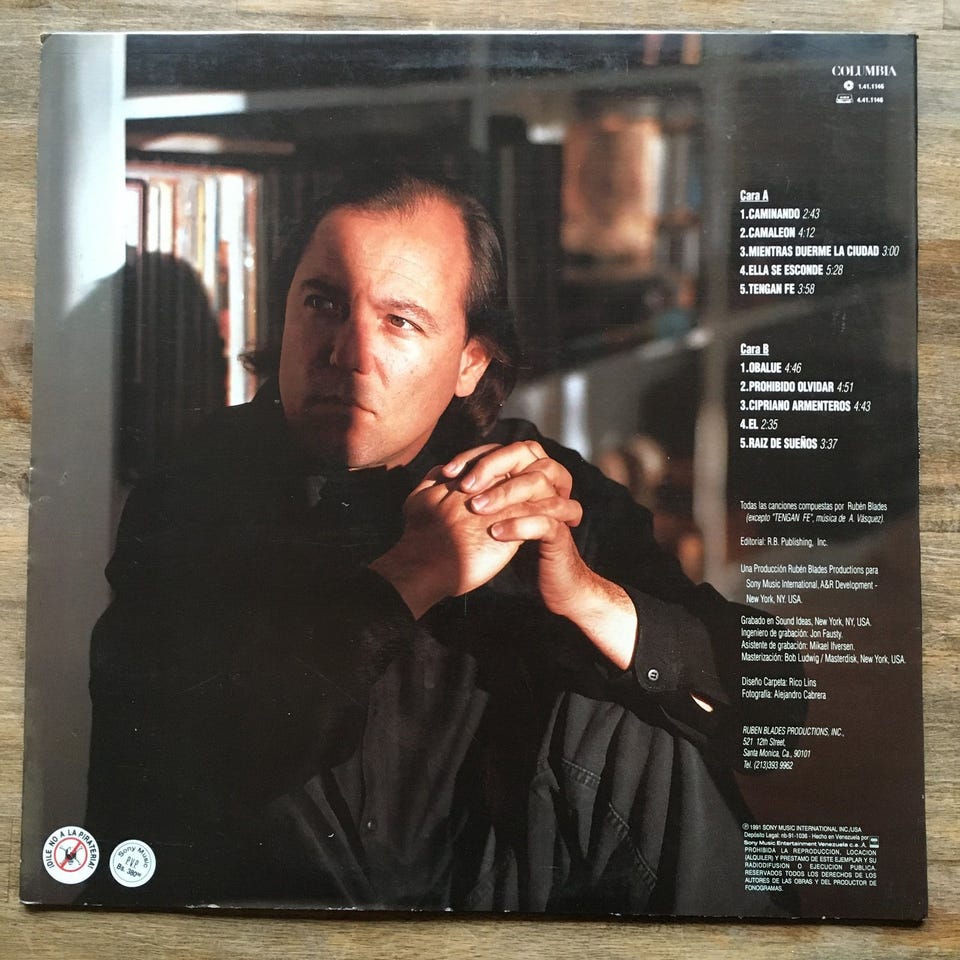 COLUMBIA
1.41.1146
4.41.1146
Cara A
1.CAMINANDO 2:43
2.CAMALEON 4:12
3.MIENTRAS DUERME LA CIUDAD 3:00
4.ELLA SE ESCONDE 5:28
5.TENGAN FE 3:58
Cara B
1.OBALUE 4:46
2.PROHIBIDO OLVIDAR 4:51
3.CIPRIANO ARMENTEROS 4:43
4.EL 2:35
5.RAIZ DE SUEÑOS 3:37
Todas las canciones compuestas por Rubén Blades
(excepto "TENGAN FE", música de A. Vásquez).
Editorial: R.B. Publishing, Inc.
Una Producción Rubén Blades Productions para
Sony Music International, A&R Development -
New York, NY. USA.
Grabado en Sound Ideas, New York, NY, USA.
Ingeniero de grabación: Jon Fausty.
Asistente de grabación: Mikael Ifversen.
Masterización: Bob Ludwig / Masterdisk, New York, USA.
Diseño Carpeta: Rico Lins
Fotografía: Alejandro Cabrera
RUBEN BLADES PRODUCTIONS, INC.,
521 12th Street,
Santa Monica, Ca., 90101
Tel. (213)393 9962
℗ 1991 SONY MUSIC INTERNATIONAL INC./USA
Depósito Legal: nb-91-1036 - Hecho en Venezuela por
Sony Music Entertainment Venezuela c.a. A.
PROHIBIDA LA REPRODUCCION, LOCACION
(ALQUILER) Y PRESTAMO DE ESTE EJEMPLAR Y SU
RADIODIFUSION O EJECUCION PUBLICA.
RESERVADOS TODOS LOS DERECHOS DE LOS
AUTORES DE LAS OBRAS Y DEL PRODUCTOR DE
FONOGRAMAS.
¡DILE NO A LA PIRATERIA!
Sony Music
P.V.P.
Bs. 380